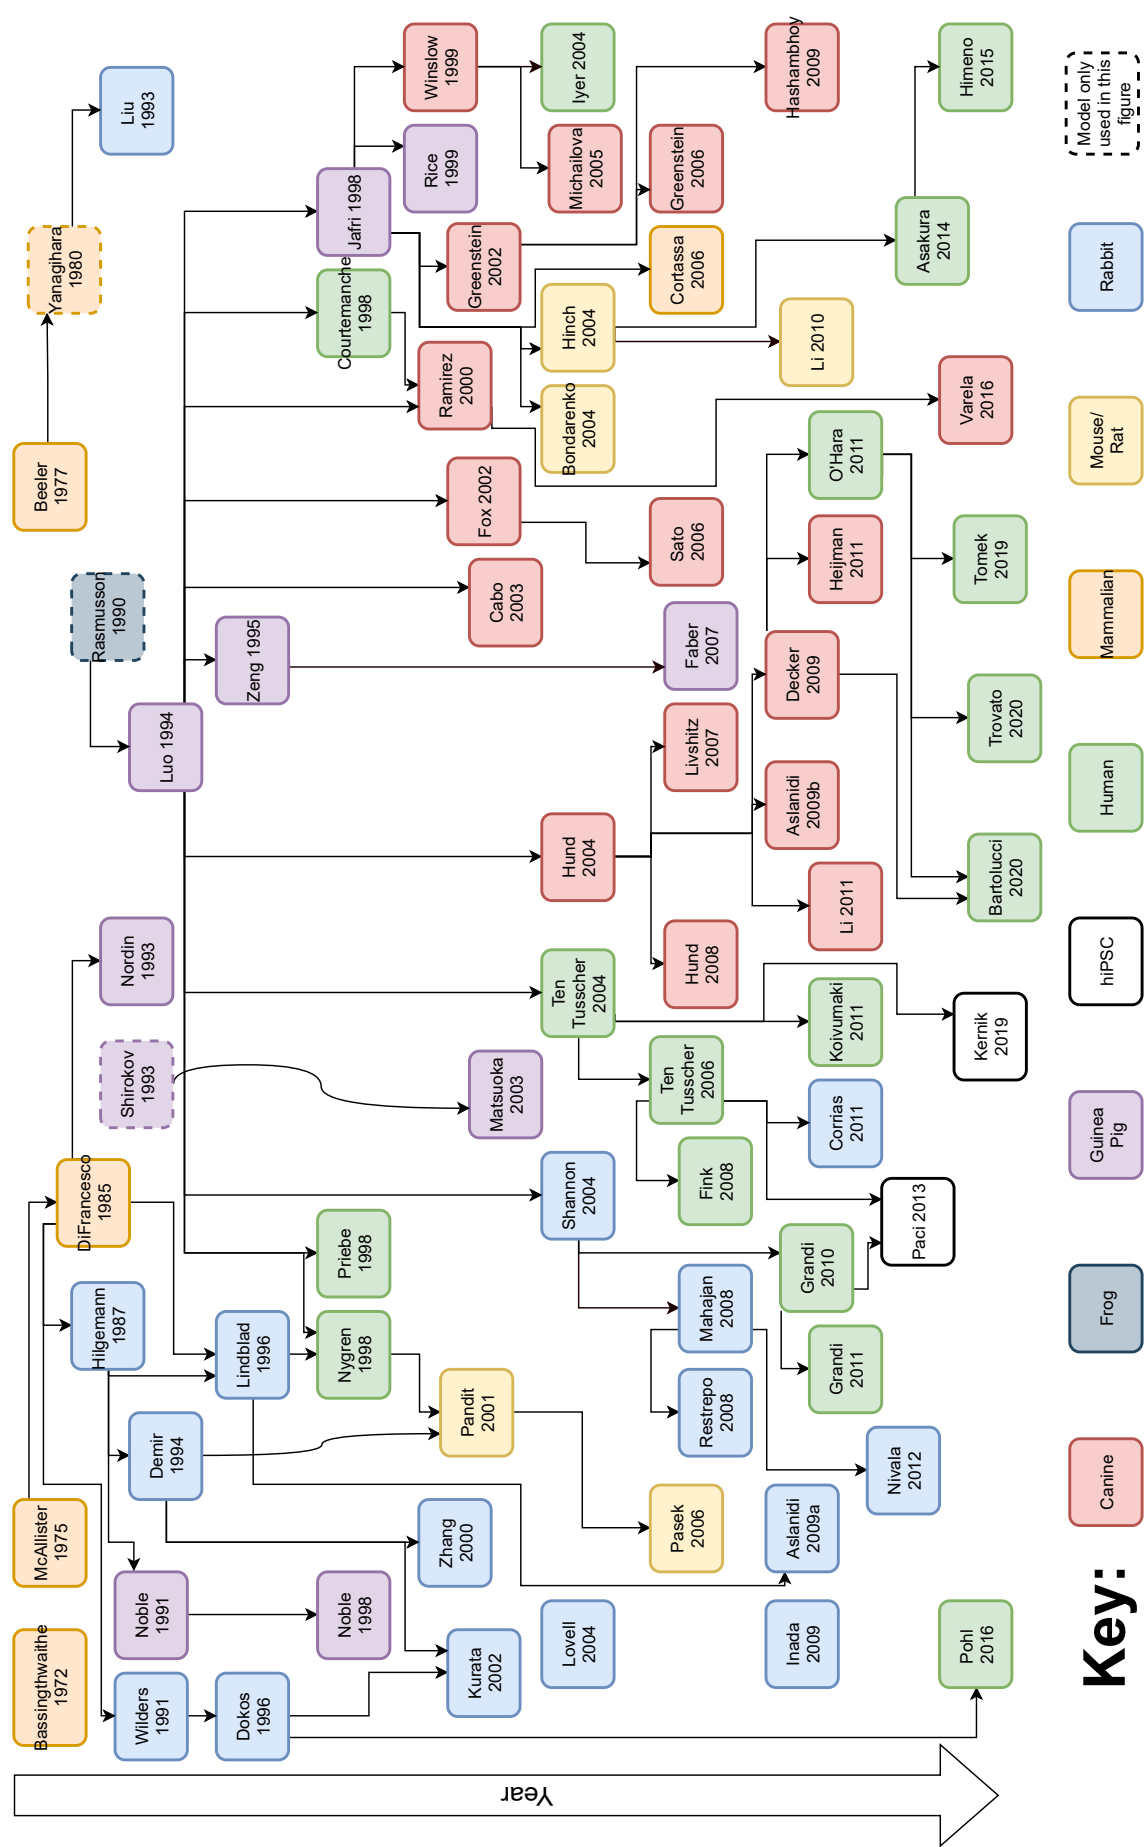 Year
Bassingthwaithe
1972
McAllister
1975
Beeler
1977
Yanagihara
1980
DiFrancesco
1985
Hilgemann
1987
Rasmusson
1990
Wilders
1991
Noble
1991
Shirokov
1993
Nordin
1993
Liu
1993
Demir
1994
Luo 1994
Dokos
1996
Lindblad
1996
Zeng 1995
Noble
1998
Nygren
1998
Priebe
1998
Courtemanche
1998
Jafri 1998
Zhang
2000
Pandit
2001
Ramirez
2000
Rice
1999
Winslow
1999
Kurata
2002
Fox 2002
Greenstein
2002
Matsuoka
2003
Cabo
2003
Lovell
2004
Shannon
2004
Ten
Tusscher
2004
Hund
2004
Bondarenko
2004
Hinch
2004
Michailova
2005
Iyer 2004
Pasek
2006
Ten
Tusscher
2006
Sato
2006
Cortassa
2006
Greenstein
2006
Restrepo
2008
Mahajan
2008
Fink
2008
Hund
2008
Livshitz
2007
Faber
2007
Inada
2009
Aslanidi
2009a
Grandi
2010
Aslanidi
2009b
Decker
2009
Li 2010
Hashambhoy
2009
Grandi
2011
Corrias
2011
Koivumaki
2011
Li 2011
Heijman
2011
O'Hara
2011
Nivala
2012
Paci 2013
Asakura
2014
Pohl
2016
Varela
2016
Himeno
2015
Kernik
2019
Tomek
2019
Bartolucci
2020
Trovato
2020
Key:
Canine
Frog
Guinea
Pig
hiPSC
Human
Mammalian
Mouse/
Rat
Rabbit
Model only
used in this
figure